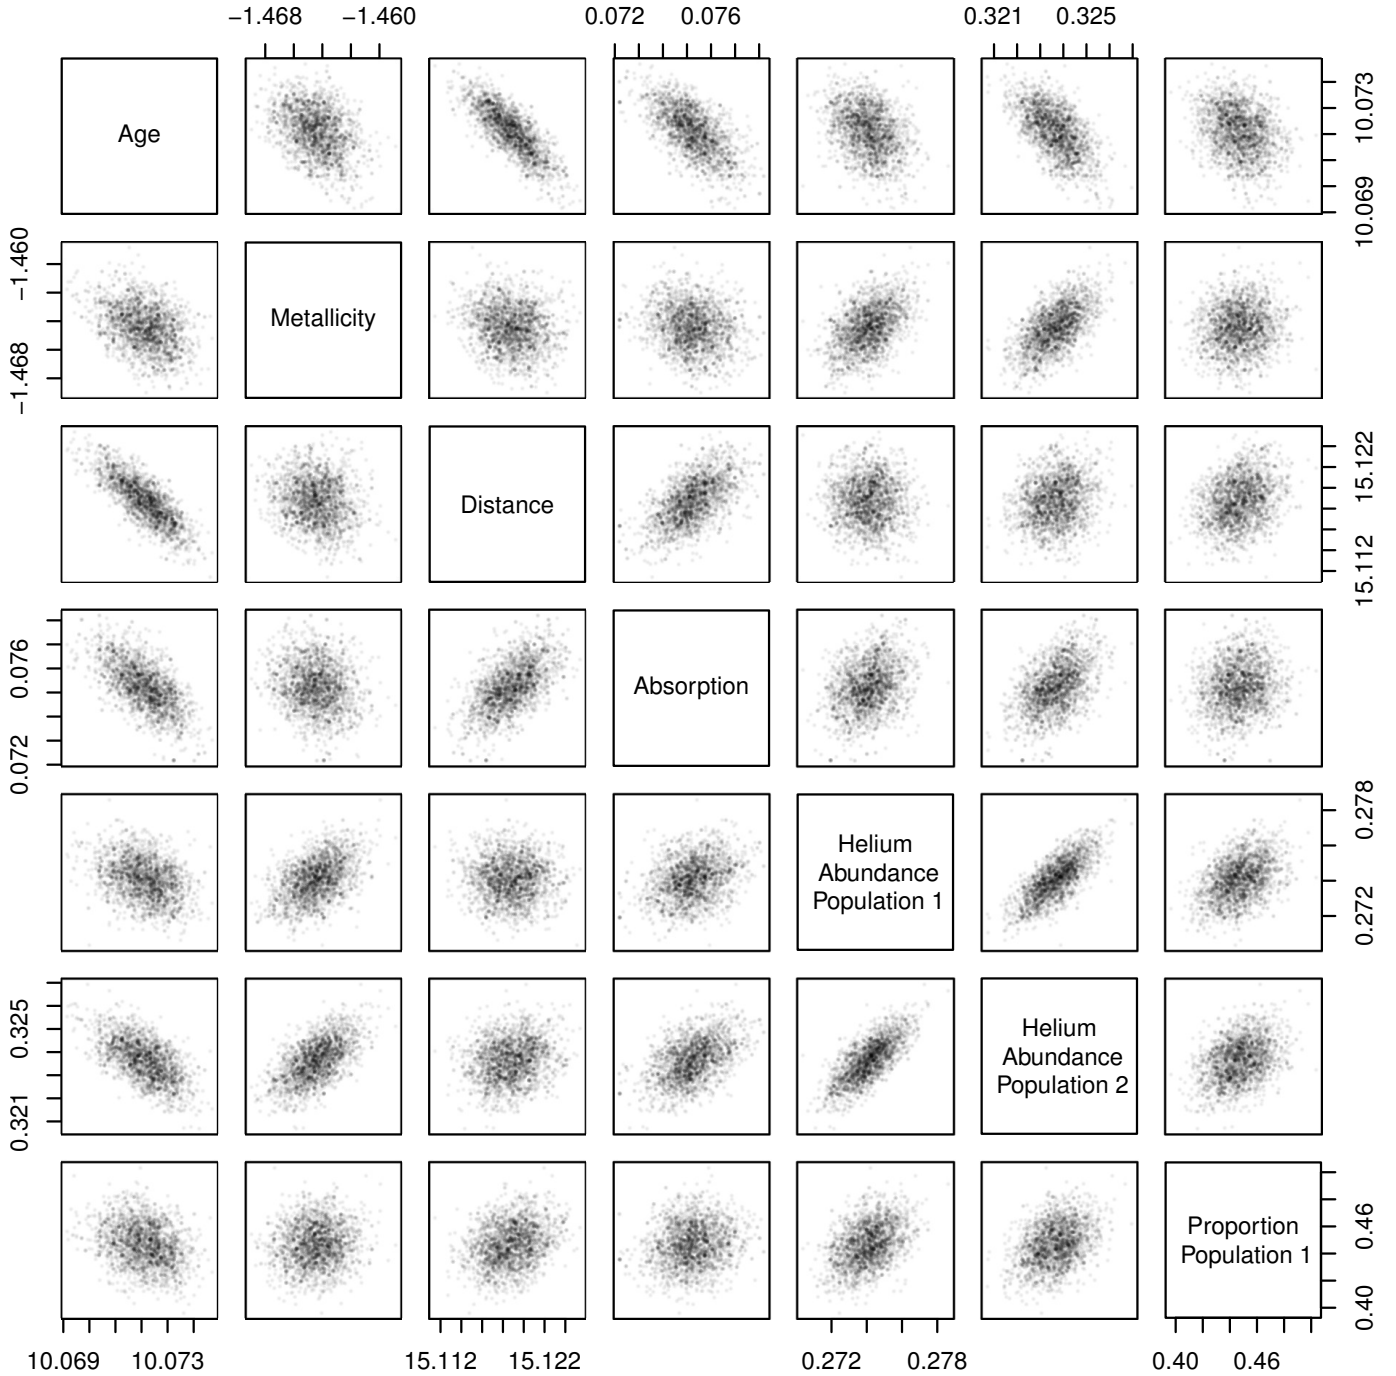 −1.468 −1.460 0.072 0.076 0.321 0.325
Age
10.069 10.073
Metallicity
−1.468 −1.460
Distance
15.112 15.122
Absorption
0.072 0.076
Helium
Abundance
Population 1
0.272 0.278
Helium
Abundance
Population 2
0.321 0.325
Proportion
Population 1
0.40 0.46
10.069 10.073 15.112 15.122 0.272 0.278 0.40 0.46